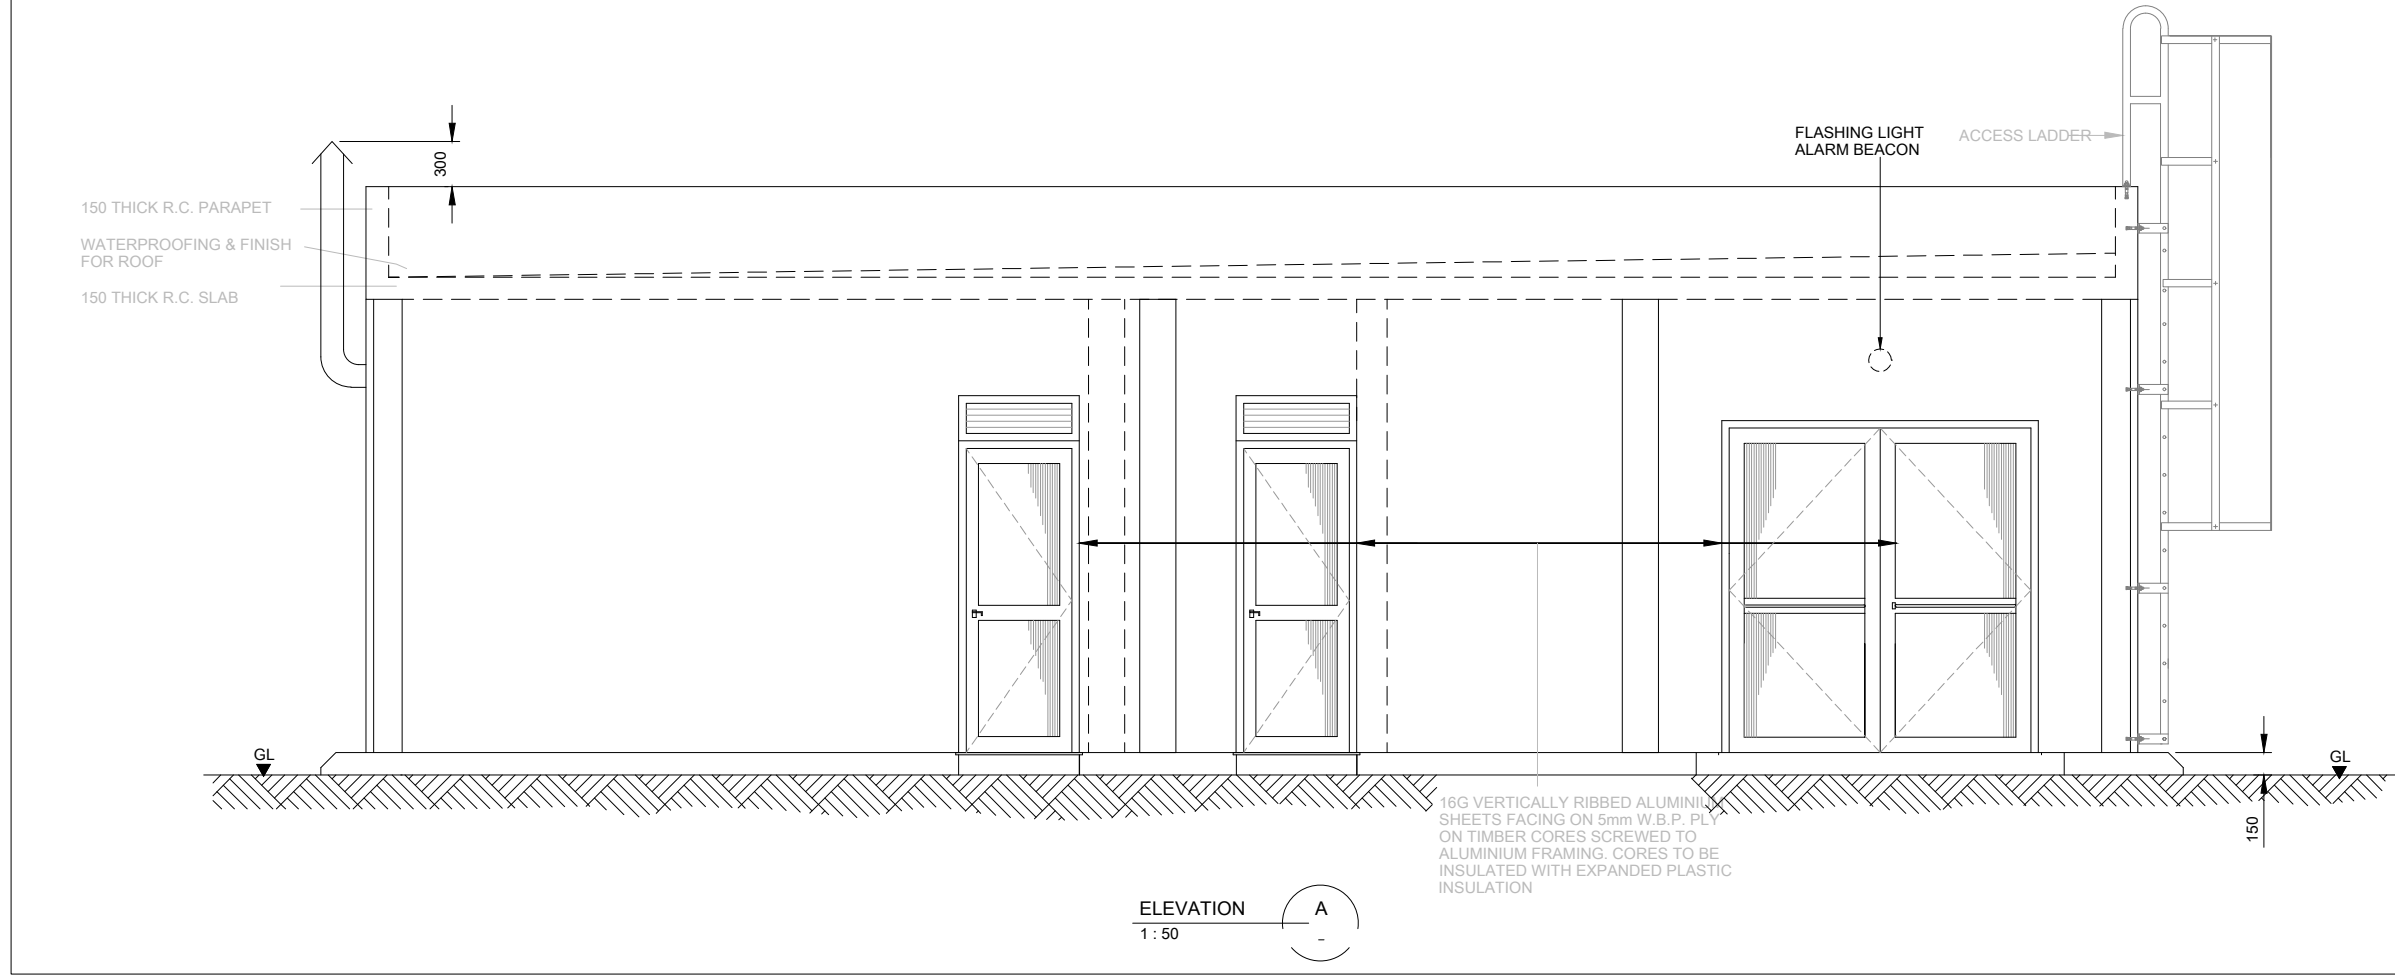 FLASHING LIGHT
ALARM BEACON
ACCESS LADDER
300
150 THICK R.C. PARAPET
WATERPROOFING & FINISH
FOR ROOF
150 THICK R.C. SLAB
GL
GL
16G VERTICALLY RIBBED ALUMINIUM
SHEETS FACING ON 5mm W.B.P. PLY
ON TIMBER CORES SCREWED TO
ALUMINIUM FRAMING. CORES TO BE
INSULATED WITH EXPANDED PLASTIC
INSULATION
150
ELEVATION
1 : 50
A
-